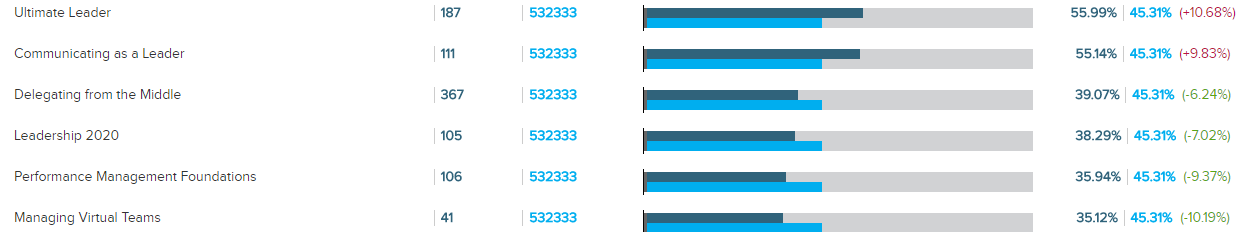 Ultimate Leader 187 532333 55.99% 45.31% (+10.68%)
Communicating as a Leader 111 532333 55.14% 45.31% (+9.83%)
Delegating from the Middle 367 532333 39.07% 45.31% (-6.24%)
Leadership 2020 105 532333 38.29% 45.31% (-7.02%)
Performance Management Foundations 106 532333 35.94% 45.31% (-9.37%)
Managing Virtual Teams 41 532333 35.12% 45.31% (-10.19%)